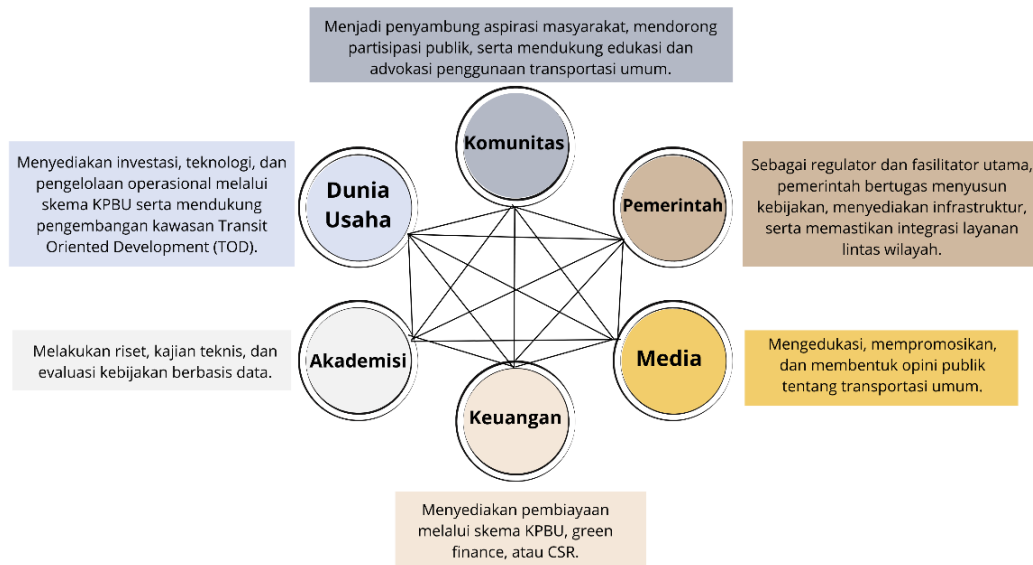 Menjadi penyambung aspirasi masyarakat, mendorong
partisipasi publik, serta mendukung edukasi dan
advokasi penggunaan transportasi umum.
Komunitas
Menyediakan investasi, teknologi, dan
pengelolaan operasional melalui
skema KPBU serta mendukung
pengembangan kawasan Transit
Oriented Development (TOD).
Dunia
Usaha
Pemerintah
Sebagai regulator dan fasilitator utama,
pemerintah bertugas menyusun
kebijakan, menyediakan infrastruktur,
serta memastikan integrasi layanan
lintas wilayah.
Melakukan riset, kajian teknis, dan
evaluasi kebijakan berbasis data.
Akademisi
Media
Mengedukasi, mempromosikan,
dan membentuk opini publik
tentang transportasi umum.
Keuangan
Menyediakan pembiayaan
melalui skema KPBU, green
finance, atau CSR.